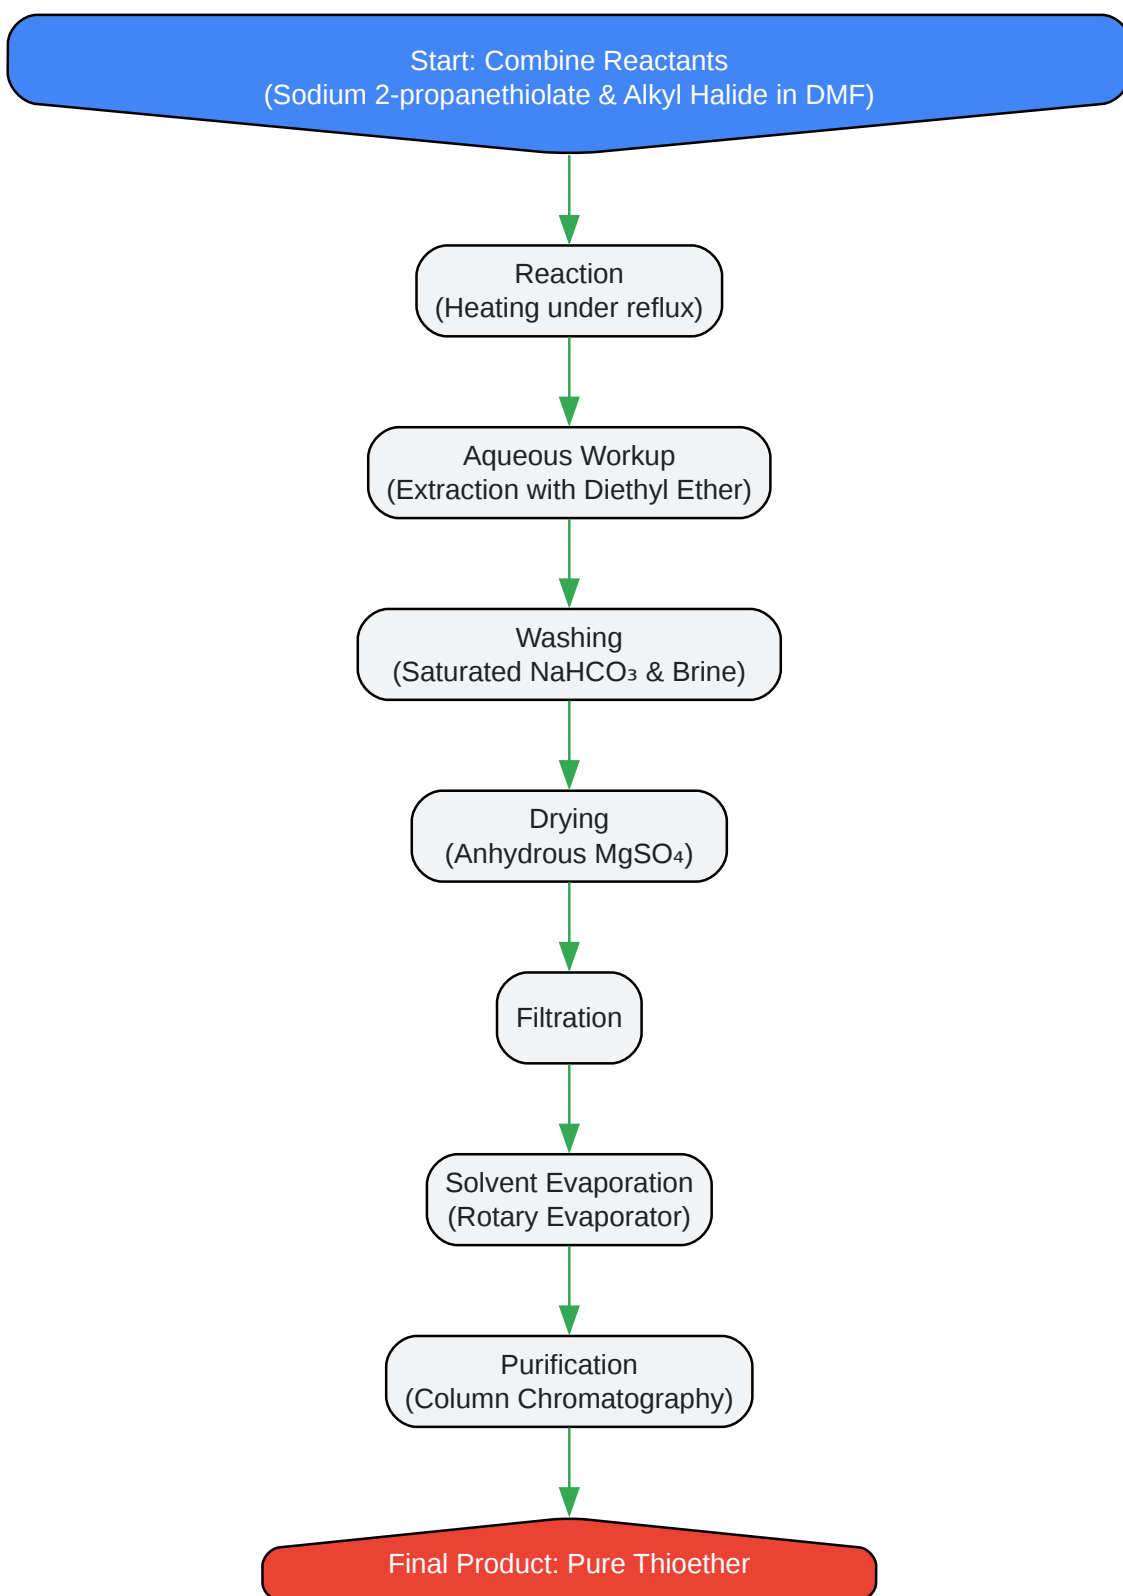 Start: Combine Reactants
(Sodium 2-propanethiolate & Alkyl Halide in DMF)
Reaction
(Heating under reflux)
Aqueous Workup
(Extraction with Diethyl Ether)
Washing
(Saturated NaHCO₃ & Brine)
Drying
(Anhydrous MgSO₄)
Filtration
Solvent Evaporation
(Rotary Evaporator)
Purification
(Column Chromatography)
Final Product: Pure Thioether